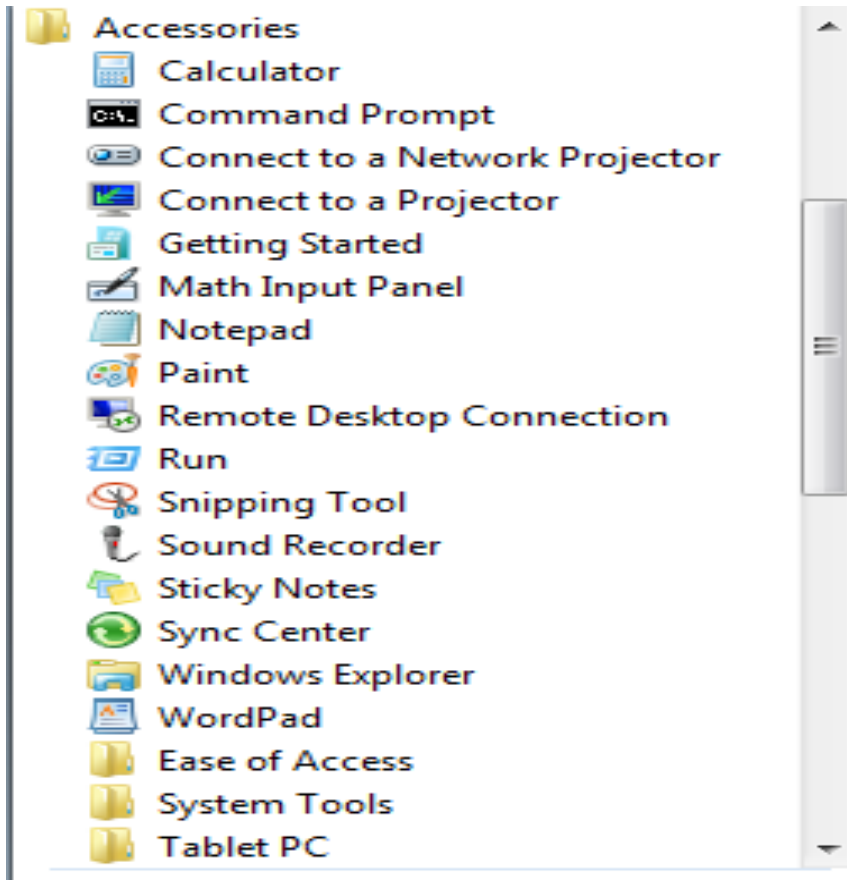 Accessories
Calculator
C:\.
Command Prompt
Connect to a Network Projector
Connect to a Projector
Getting Started
Math Input Panel
Notepad
Paint
Remote Desktop Connection
Run
Snipping Tool
Sound Recorder
Sticky Notes
Sync Center
Windows Explorer
WordPad
Ease of Access
System Tools
Tablet PC